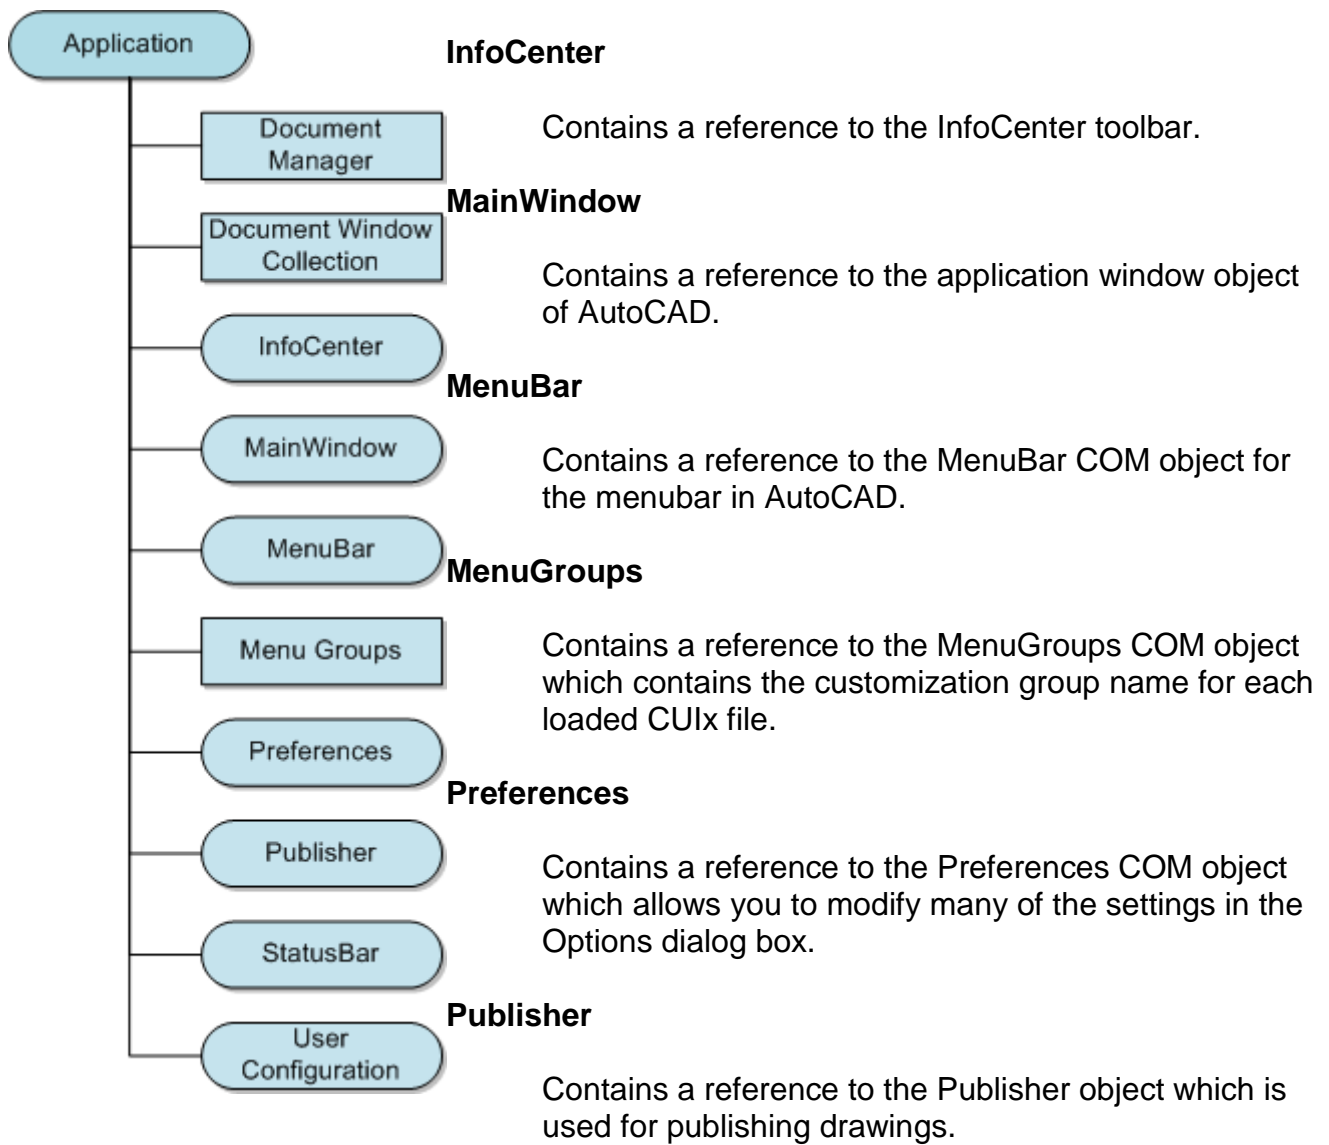 Application
Document
Manager
Document Window
Collection
InfoCenter
MainWindow
MenuBar
Menu Groups
Preferences
Publisher
StatusBar
User
Configuration
InfoCenter
Contains a reference to the InfoCenter toolbar.
MainWindow
Contains a reference to the application window object
of AutoCAD.
MenuBar
Contains a reference to the MenuBar COM object for
the menubar in AutoCAD.
MenuGroups
Contains a reference to the MenuGroups COM object
which contains the customization group name for each
loaded CUIx file.
Preferences
Contains a reference to the Preferences COM object
which allows you to modify many of the settings in the
Options dialog box.
Publisher
Contains a reference to the Publisher object which is
used for publishing drawings.